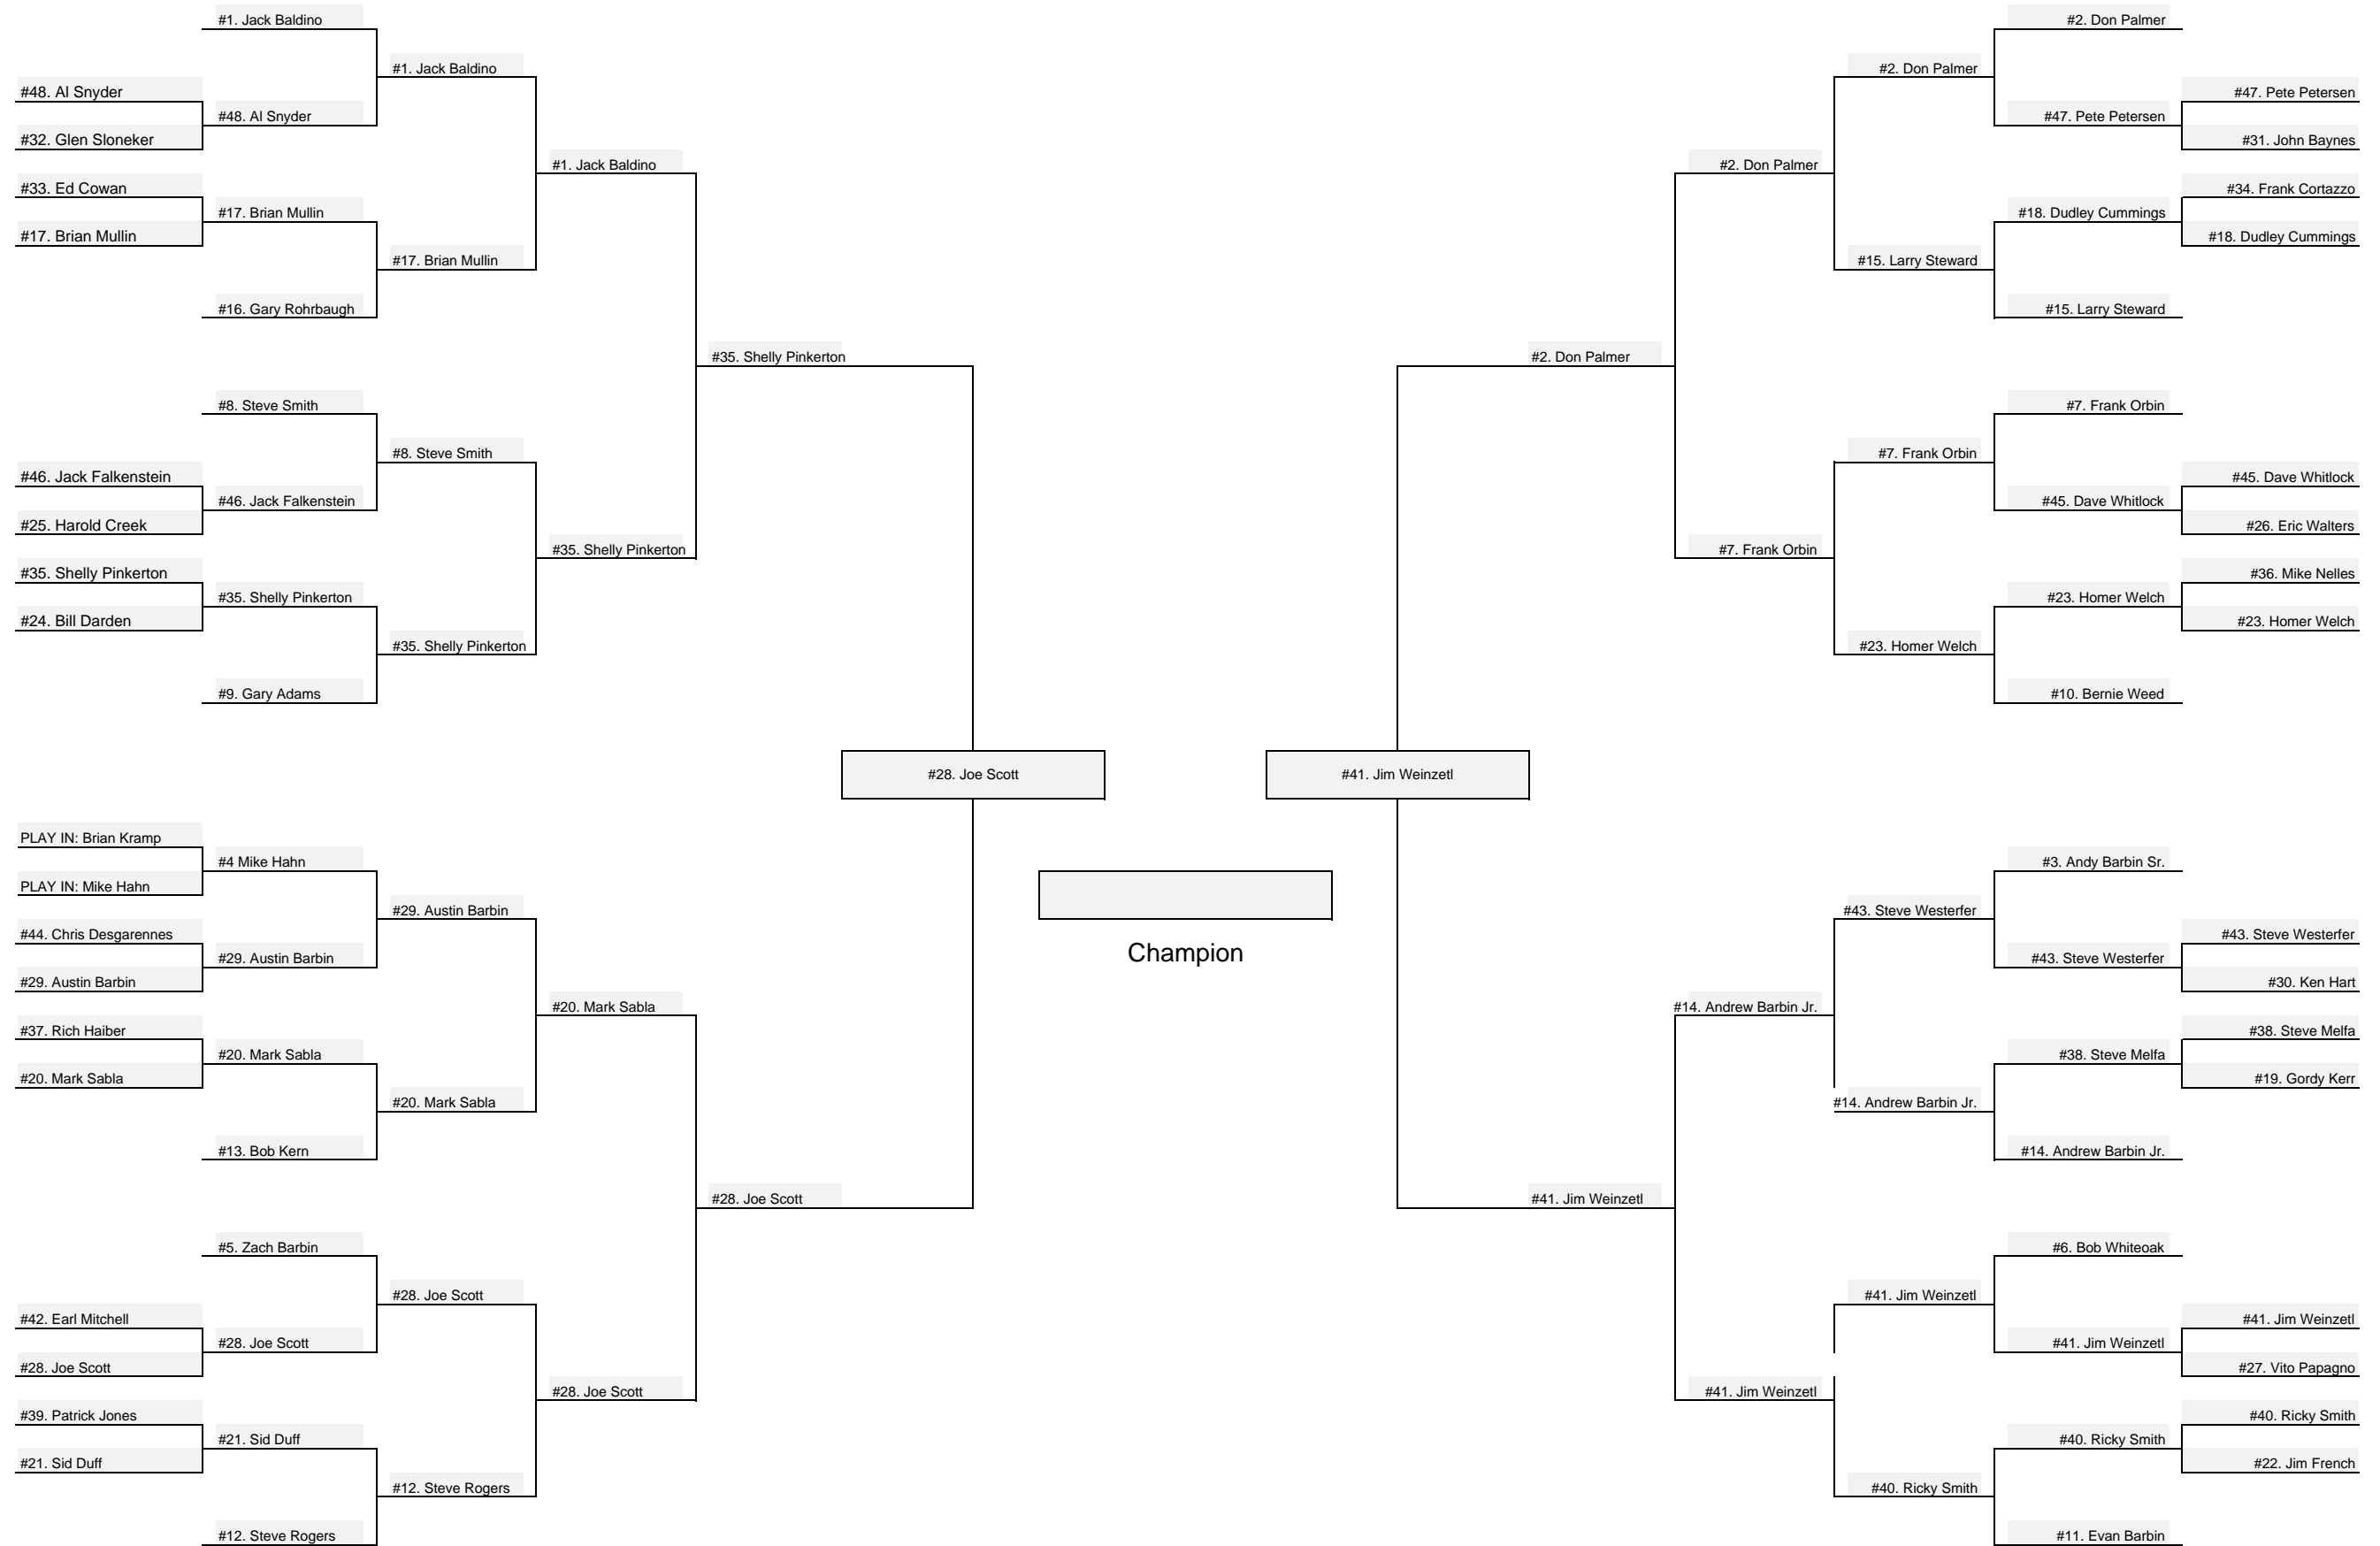 #1. Jack Baldino
#48. Al Snyder
#32. Glen Sloneker
#33. Ed Cowan
#17. Brian Mullin
#46. Jack Falkenstein
#25. Harold Creek
#35. Shelly Pinkerton
#24. Bill Darden
#48. Al Snyder
#17. Brian Mullin
#16. Gary Rohrbaugh
#8. Steve Smith
#46. Jack Falkenstein
#35. Shelly Pinkerton
#9. Gary Adams
#1. Jack Baldino
#17. Brian Mullin
#8. Steve Smith
#35. Shelly Pinkerton
#1. Jack Baldino
#35. Shelly Pinkerton
#35. Shelly Pinkerton
PLAY IN: Brian Kramp
PLAY IN: Mike Hahn
#44. Chris Desgarennes
#29. Austin Barbin
#37. Rich Haiber
#20. Mark Sabla
#42. Earl Mitchell
#28. Joe Scott
#39. Patrick Jones
#21. Sid Duff
#4 Mike Hahn
#29. Austin Barbin
#20. Mark Sabla
#13. Bob Kern
#5. Zach Barbin
#28. Joe Scott
#21. Sid Duff
#12. Steve Rogers
#29. Austin Barbin
#20. Mark Sabla
#28. Joe Scott
#12. Steve Rogers
#20. Mark Sabla
#28. Joe Scott
#28. Joe Scott
#28. Joe Scott
#41. Jim Weinzetl
Champion
#2. Don Palmer
#41. Jim Weinzetl
#2. Don Palmer
#7. Frank Orbin
#14. Andrew Barbin Jr.
#41. Jim Weinzetl
#2. Don Palmer
#15. Larry Steward
#7. Frank Orbin
#23. Homer Welch
#43. Steve Westerfer
#14. Andrew Barbin Jr.
#41. Jim Weinzetl
#40. Ricky Smith
#2. Don Palmer
#47. Pete Petersen
#18. Dudley Cummings
#15. Larry Steward
#7. Frank Orbin
#45. Dave Whitlock
#23. Homer Welch
#10. Bernie Weed
#3. Andy Barbin Sr.
#43. Steve Westerfer
#38. Steve Melfa
#14. Andrew Barbin Jr.
#6. Bob Whiteoak
#41. Jim Weinzetl
#40. Ricky Smith
#11. Evan Barbin
#47. Pete Petersen
#31. John Baynes
#34. Frank Cortazzo
#18. Dudley Cummings
#45. Dave Whitlock
#26. Eric Walters
#36. Mike Nelles
#23. Homer Welch
#43. Steve Westerfer
#30. Ken Hart
#38. Steve Melfa
#19. Gordy Kerr
#41. Jim Weinzetl
#27. Vito Papagno
#40. Ricky Smith
#22. Jim French